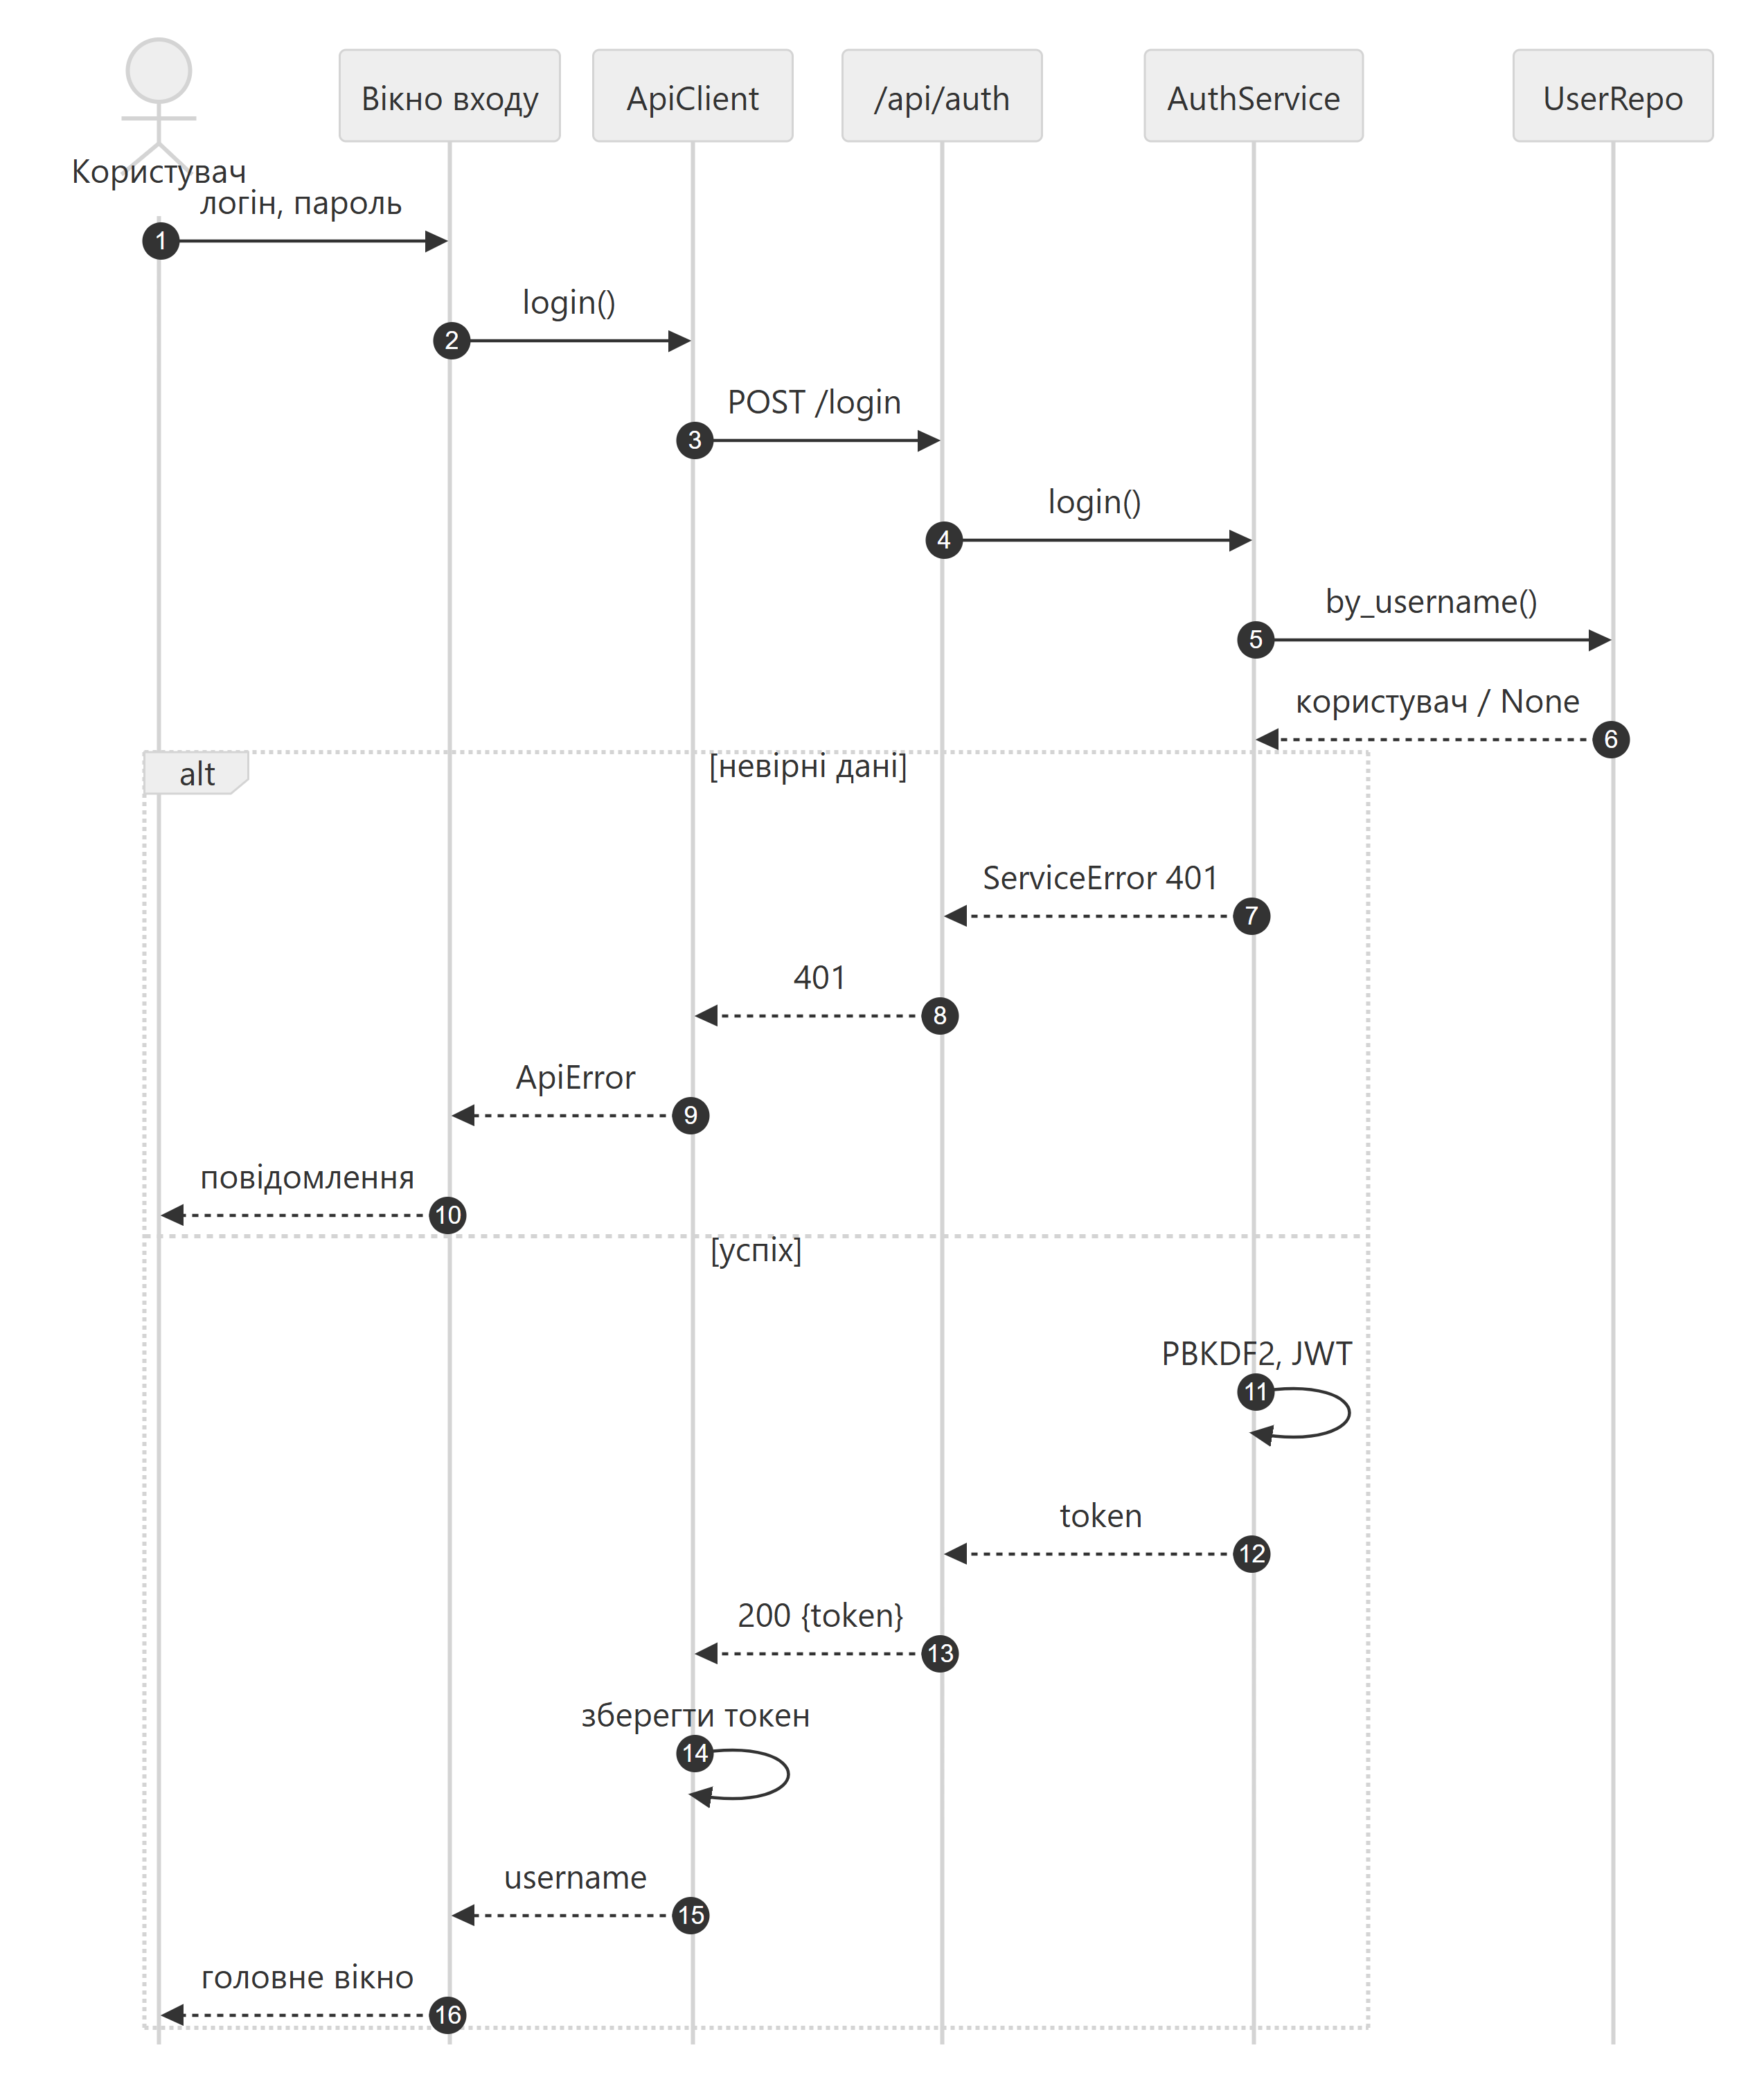 Користувач
Вікно входу
ApiClient
/api/auth
AuthService
UserRepo
логін, пароль
1
login()
2
POST /login
3
login()
4
by_username()
5
користувач / None
6
alt
[невірні дані]
ServiceError 401
7
401
8
ApiError
9
повідомлення
10
[успіх]
PBKDF2, JWT
11
token
12
200 {token}
13
зберегти токен
14
username
15
головне вікно
16